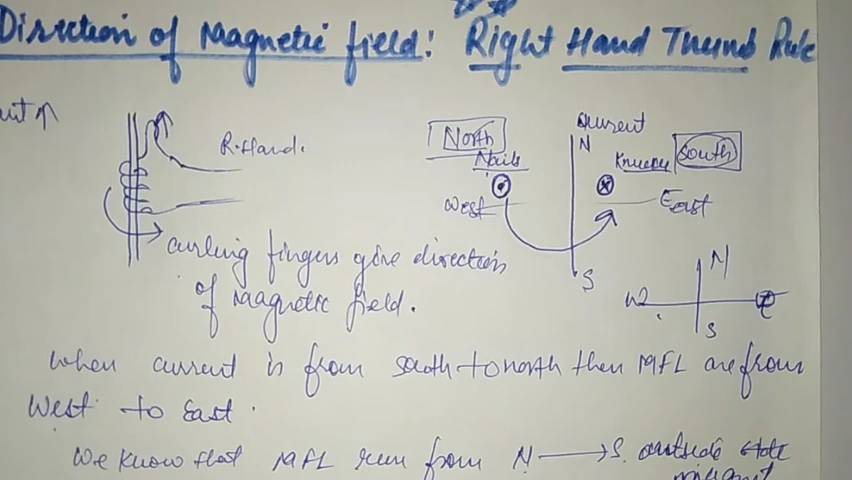 Direction of Magnetic field: Right Hand Thumb Rule
R.Hand.
North
Nails
West
Current
N
S
Knuckles
South
East
N
W
E
S
curling fingers give direction
of Magnetic field.
When current is from south to north then MFL are from
West to East.
We know that MFL run from N → S outside